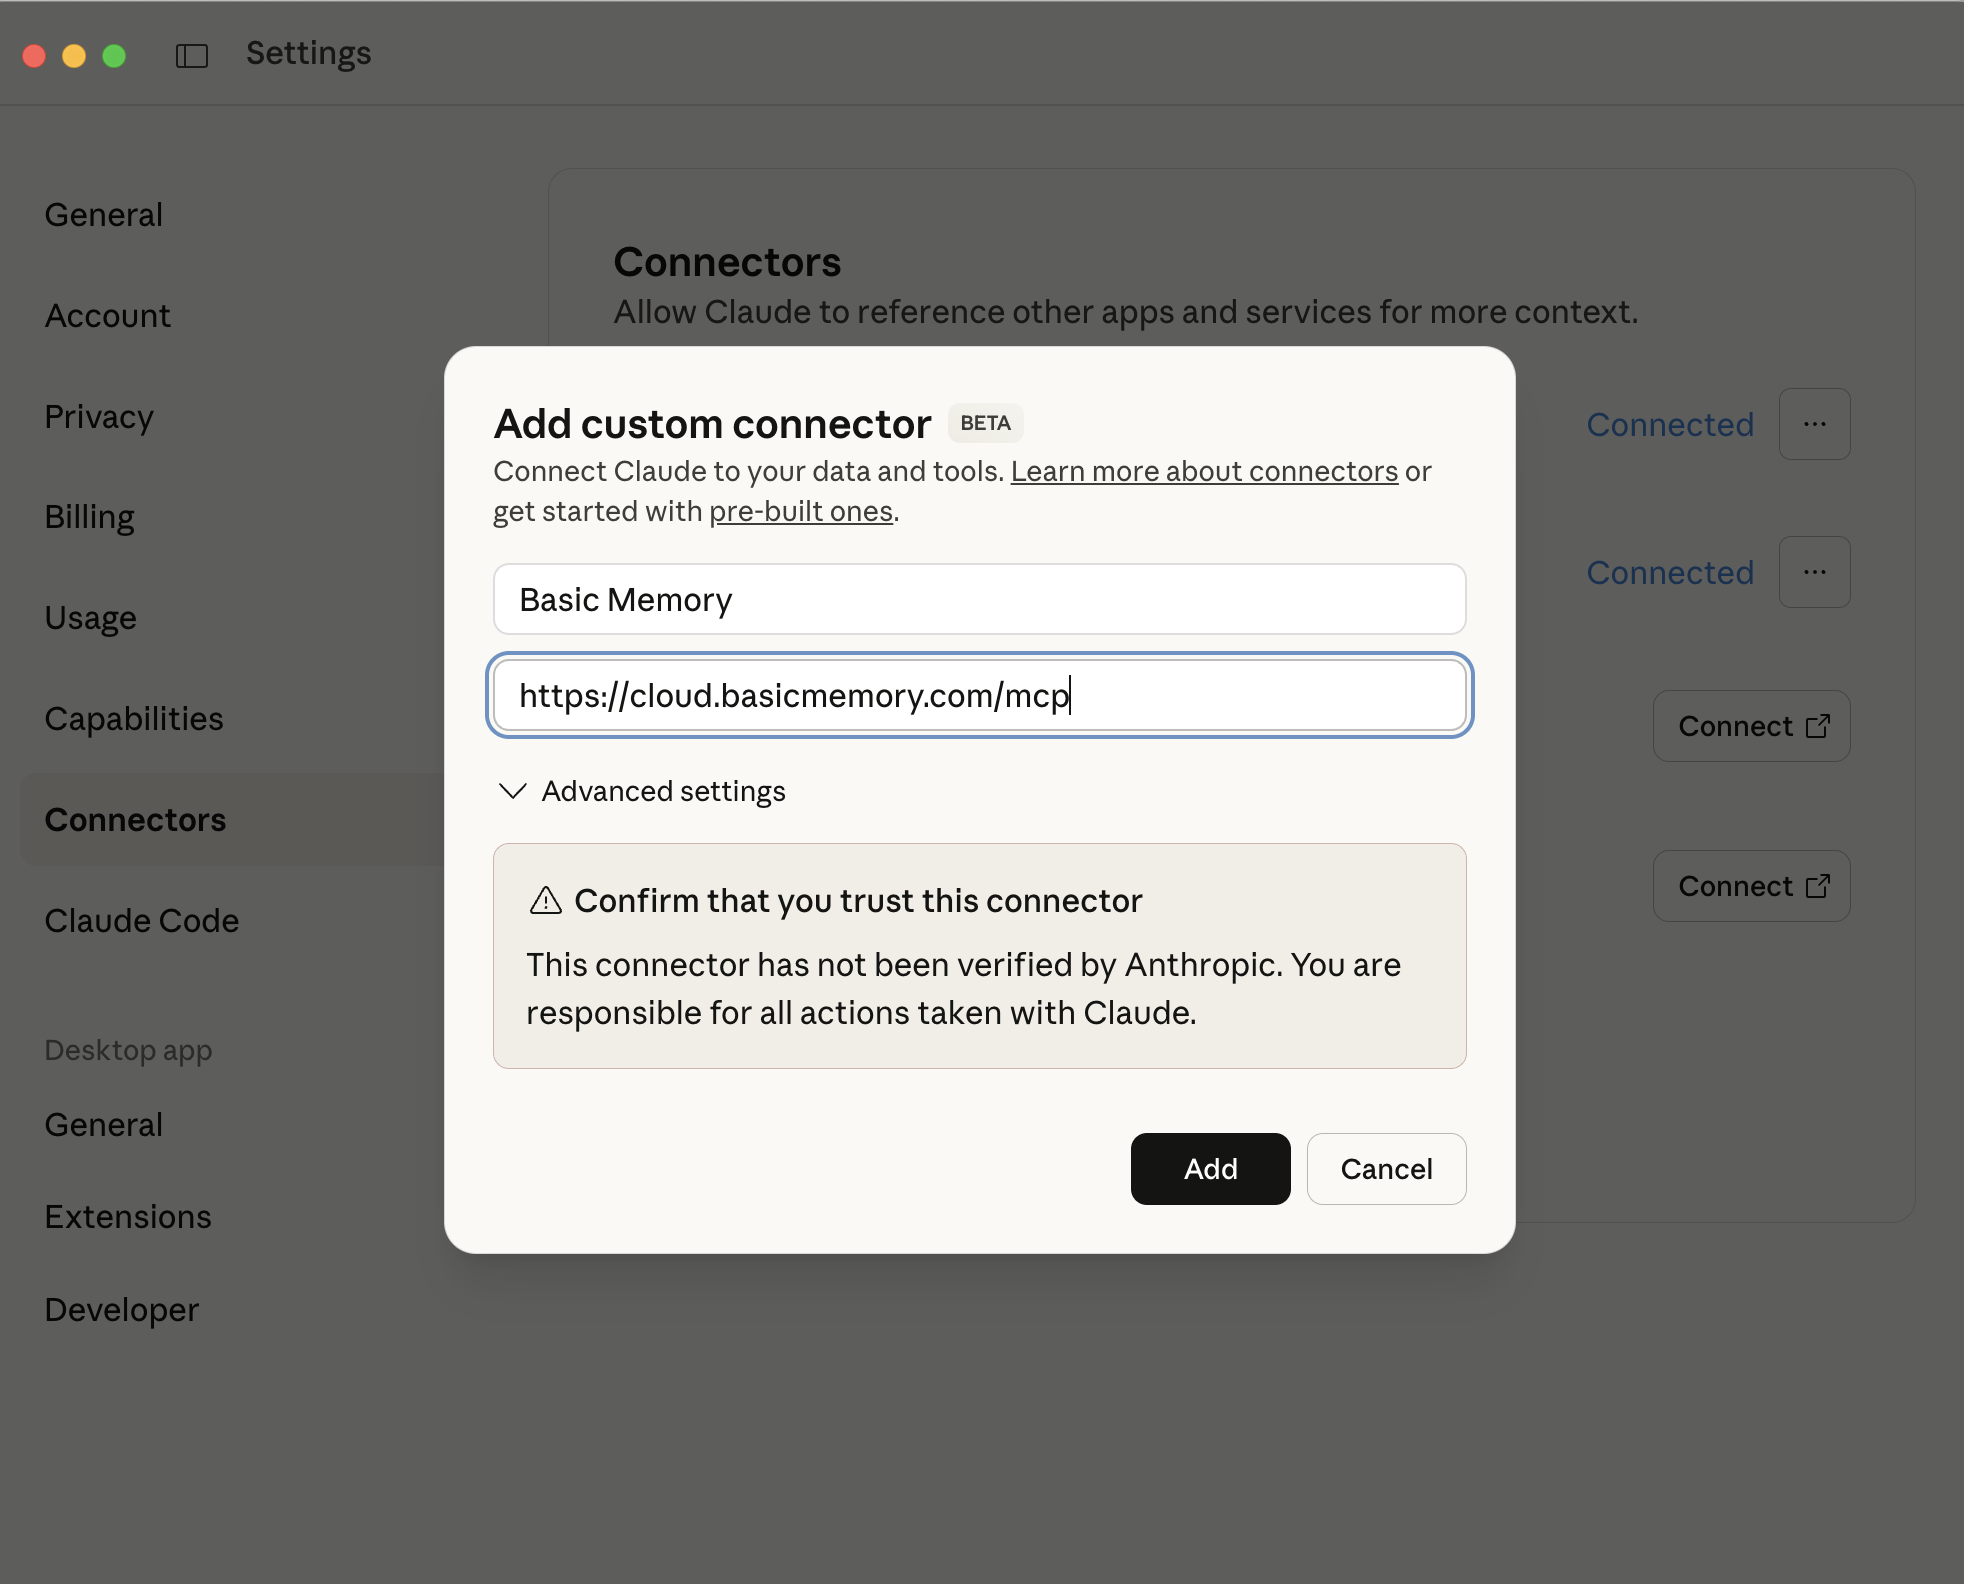 Settings
General
Account
Privacy
Billing
Usage
Capabilities
Connectors
Claude Code
Desktop app
General
Extensions
Developer
Connectors
Allow Claude to reference other apps and services for more context.
Connected
Connected
Connect
Connect
Add custom connector BETA
Connect Claude to your data and tools. Learn more about connectors or
get started with pre-built ones.
Basic Memory
https://cloud.basicmemory.com/mcp
Advanced settings
Confirm that you trust this connector
This connector has not been verified by Anthropic. You are
responsible for all actions taken with Claude.
Add
Cancel